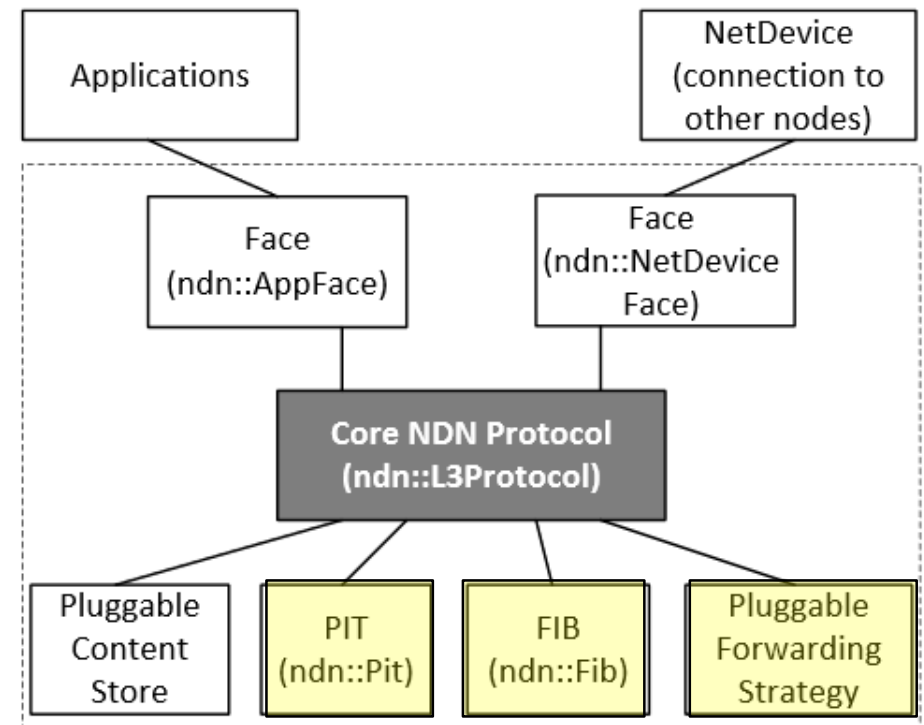 Applications
NetDevice
(connection to
other nodes)
Face
(ndn::AppFace)
Face
(ndn::NetDevice
Face)
Core NDN Protocol
(ndn::L3Protocol)
Pluggable
Content
Store
PIT
(ndn::Pit)
FIB
(ndn::Fib)
Pluggable
Forwarding
Strategy